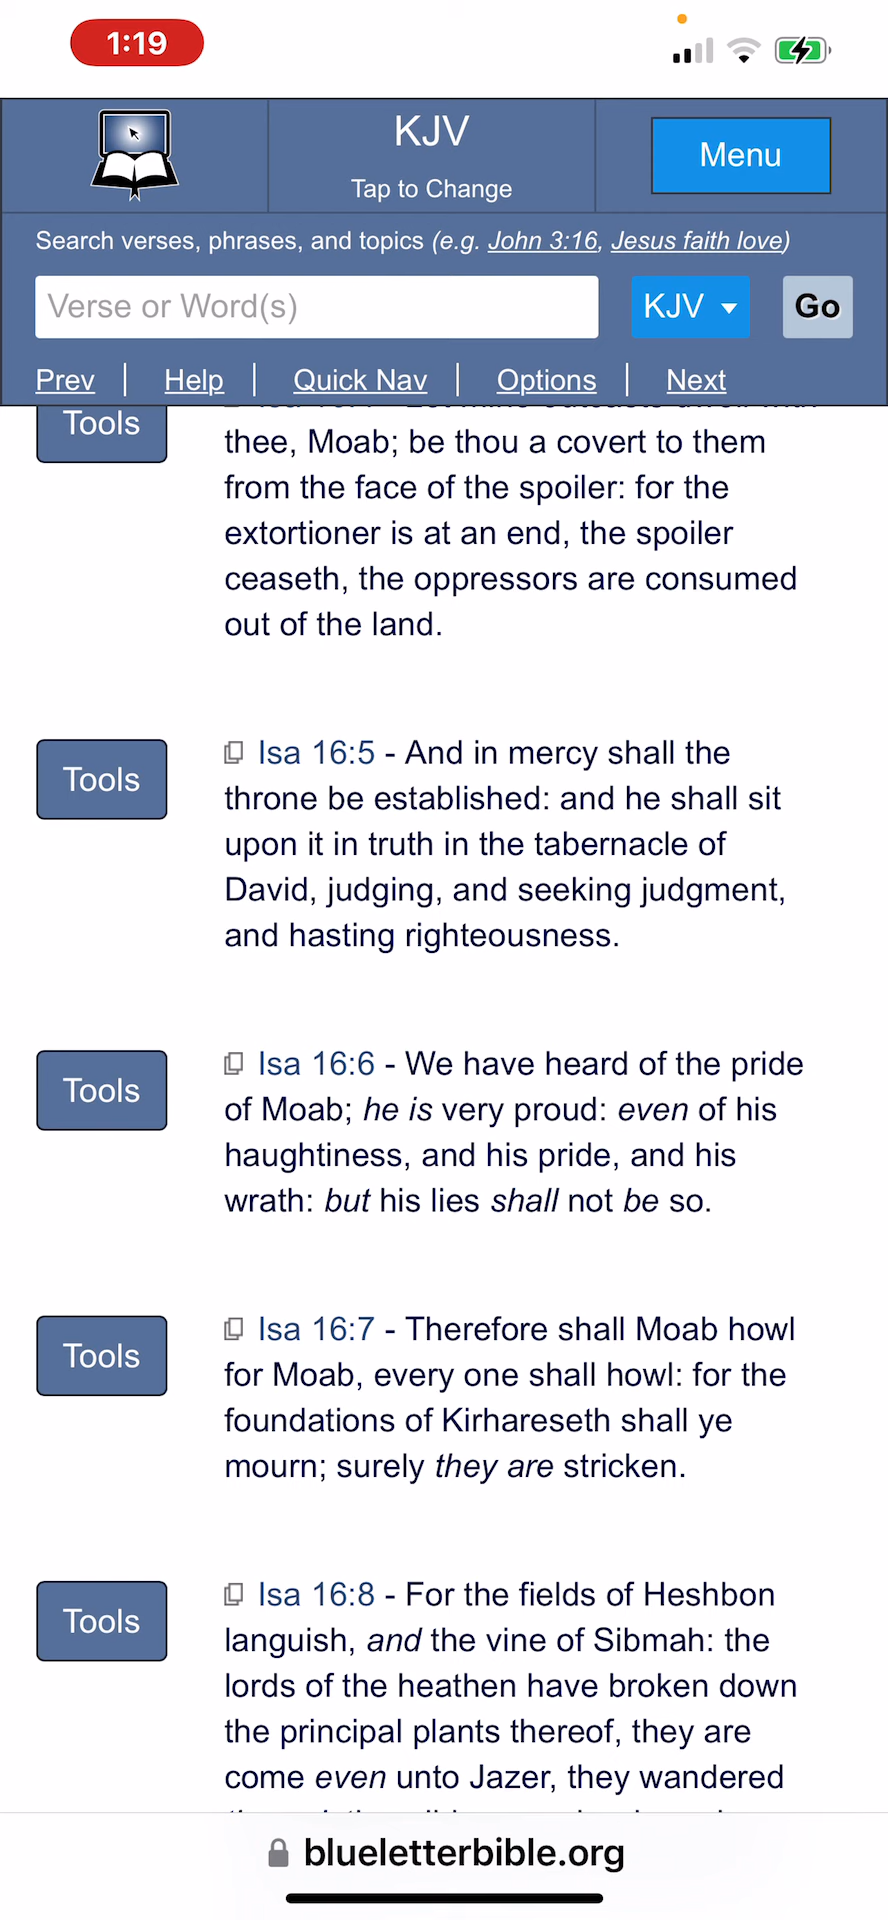 1:19
KJV
Tap to Change
Menu
Search verses, phrases, and topics (e.g. John 3:16, Jesus faith love)
Verse or Word(s)
KJV
Go
Prev | Help | Quick Nav | Options | Next
Tools
thee, Moab; be thou a covert to them
from the face of the spoiler: for the
extortioner is at an end, the spoiler
ceaseth, the oppressors are consumed
out of the land.
Tools
Isa 16:5 - And in mercy shall the
throne be established: and he shall sit
upon it in truth in the tabernacle of
David, judging, and seeking judgment,
and hasting righteousness.
Tools
Isa 16:6 - We have heard of the pride
of Moab; he is very proud: even of his
haughtiness, and his pride, and his
wrath: but his lies shall not be so.
Tools
Isa 16:7 - Therefore shall Moab howl
for Moab, every one shall howl: for the
foundations of Kirhareseth shall ye
mourn; surely they are stricken.
Tools
Isa 16:8 - For the fields of Heshbon
languish, and the vine of Sibmah: the
lords of the heathen have broken down
the principal plants thereof, they are
come even unto Jazer, they wandered
blueletterbible.org